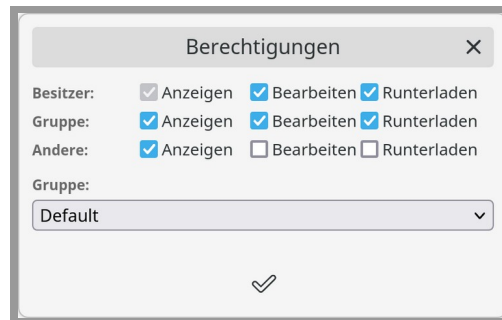 Berechtigungen
Besitzer: Anzeigen Bearbeiten Runterladen
Gruppe: Anzeigen Bearbeiten Runterladen
Andere: Anzeigen Bearbeiten Runterladen
Gruppe:
Default